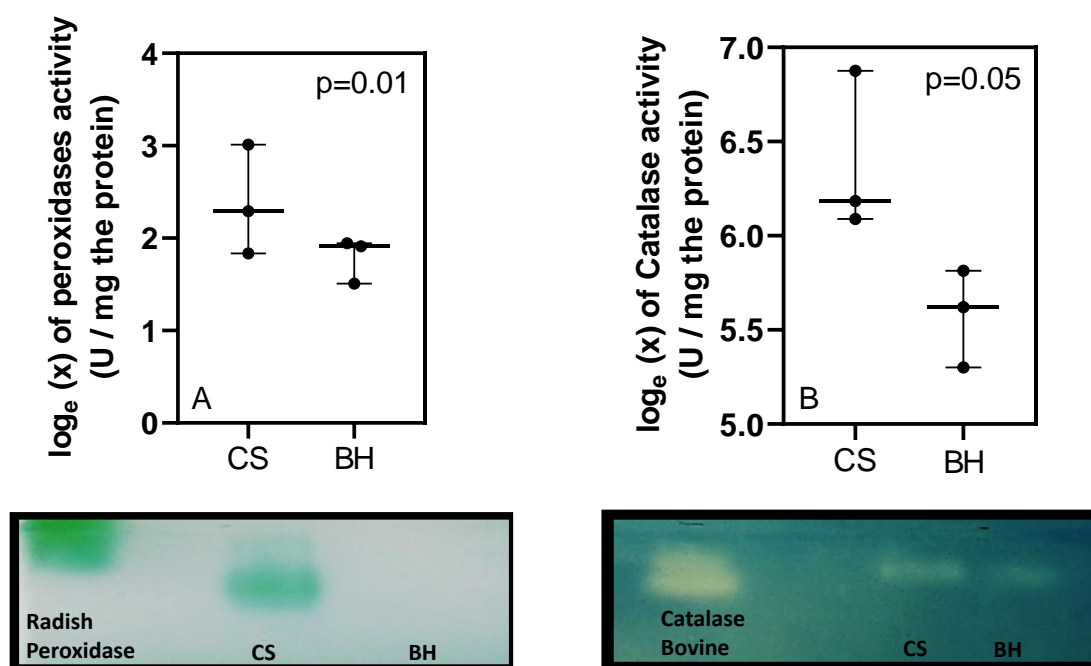 log_e (x) of peroxidases activity
(U / mg the protein)
4
3
2
1
0
p=0.01
A
CS BH
log_e (x) of Catalase activity
(U / mg the protein)
7.0
6.5
6.0
5.5
5.0
p=0.05
B
CS BH
Radish
Peroxidase CS BH
Catalase
Bovine CS BH